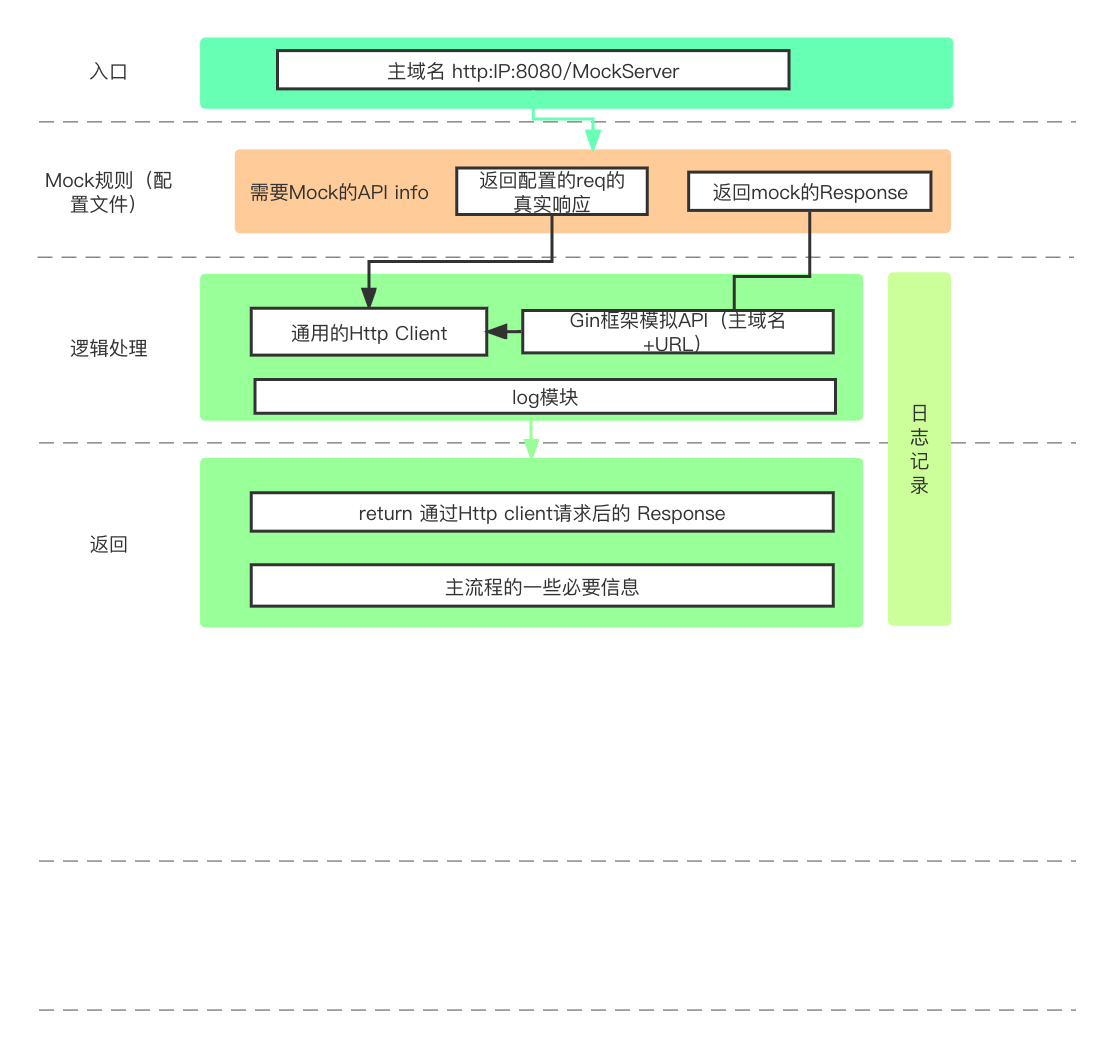 入口
主域名 http:IP:8080/MockServer
Mock规则（配
置文件）
需要Mock的API info
返回配置的req的
真实响应
返回mock的Response
逻辑处理
通用的Http Client
Gin框架模拟API（主域名
+URL）
log模块
日
志
记
录
返回
return 通过Http client请求后的 Response
主流程的一些必要信息